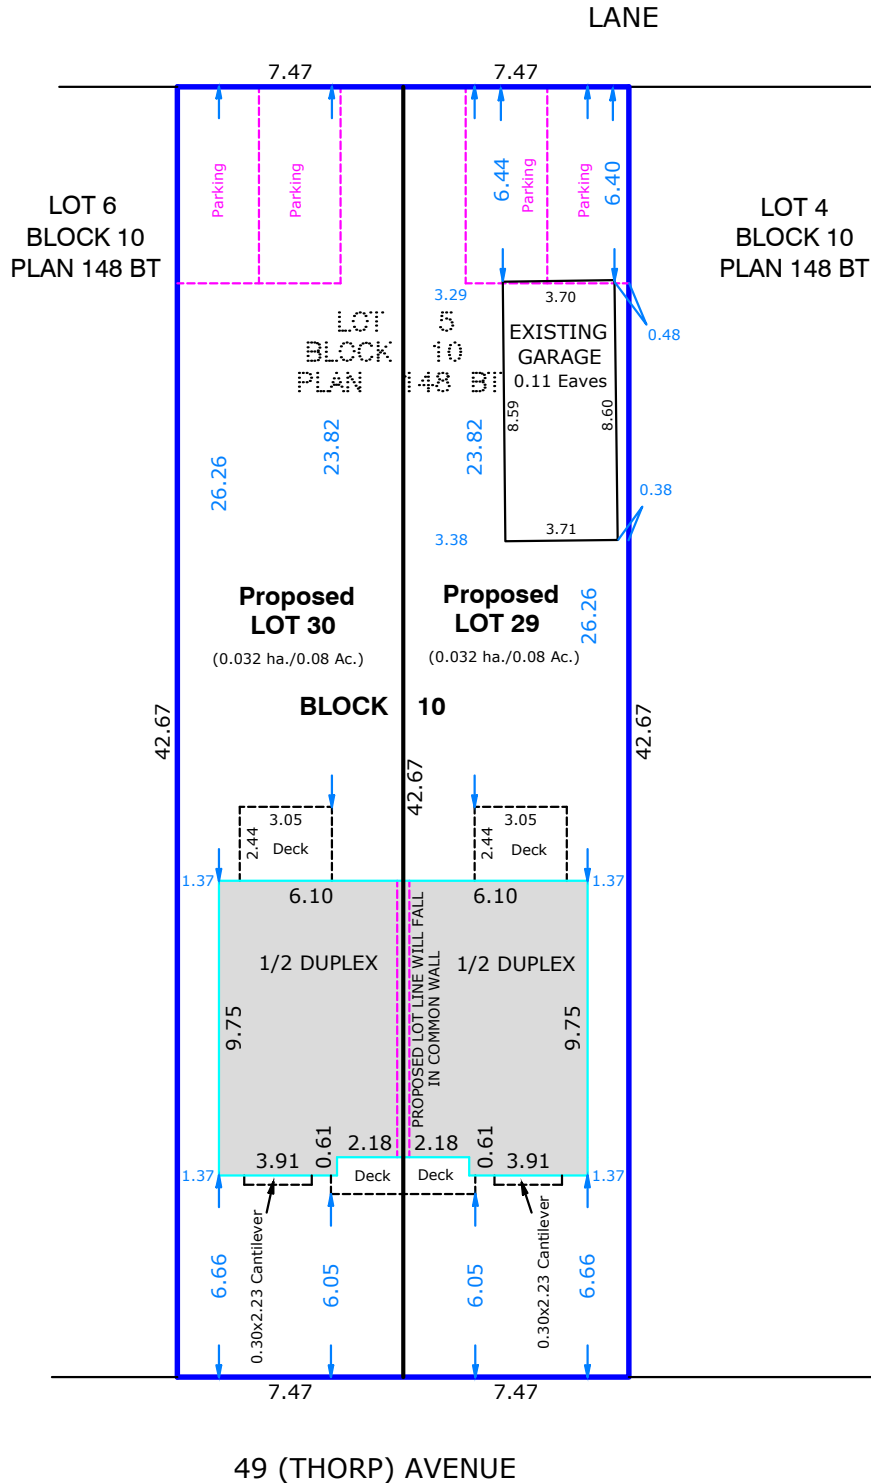 LANE
7.47
7.47
Parking
Parking
6.44
Parking
Parking
6.40
LOT 6
BLOCK 10
PLAN 148 BT
LOT 4
BLOCK 10
PLAN 148 BT
3.29
3.70
0.48
LOT 5
BLOCK 10
PLAN 148 BT
EXISTING
GARAGE
0.11 Eaves
8.59
8.60
26.26
23.82
23.82
0.38
3.38
3.71
26.26
Proposed
LOT 30
(0.032 ha./0.08 Ac.)
Proposed
LOT 29
(0.032 ha./0.08 Ac.)
BLOCK 10
42.67
42.67
42.67
3.05
2.44
Deck
3.05
2.44
Deck
1.37
6.10
6.10
1.37
1/2 DUPLEX
1/2 DUPLEX
PROPOSED LOT LINE WILL FALL
IN COMMON WALL
9.75
9.75
3.91
0.61
2.18
2.18
0.61
3.91
1.37
Deck
Deck
1.37
6.66
0.30x2.23 Cantilever
6.05
6.05
0.30x2.23 Cantilever
6.66
7.47
7.47
49 (THORP) AVENUE